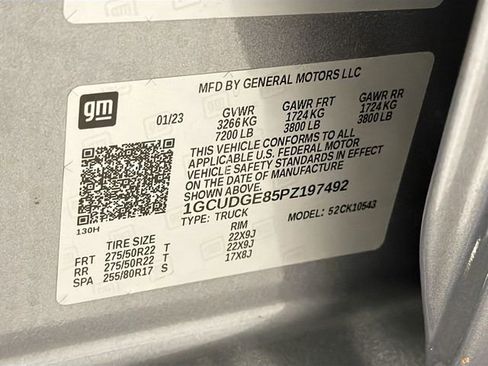 MFD BY GENERAL MOTORS LLC
gm
01/23 GVWR GAWR FRT GAWR RR
3266 KG 1724 KG 1724 KG
7200 LB 3800 LB 3800 LB
THIS VEHICLE CONFORMS TO ALL
APPLICABLE U.S. FEDERAL MOTOR
VEHICLE SAFETY STANDARDS IN EFFECT
ON THE DATE OF MANUFACTURE
SHOWN ABOVE.
1GCUDGE85PZ197492
TYPE: TRUCK MODEL: 52CK10543
130H
TIRE SIZE RIM
FRT 275/50R22 T 22X9J
RR 275/50R22 T 22X9J
SPA 255/80R17 S 17X8J